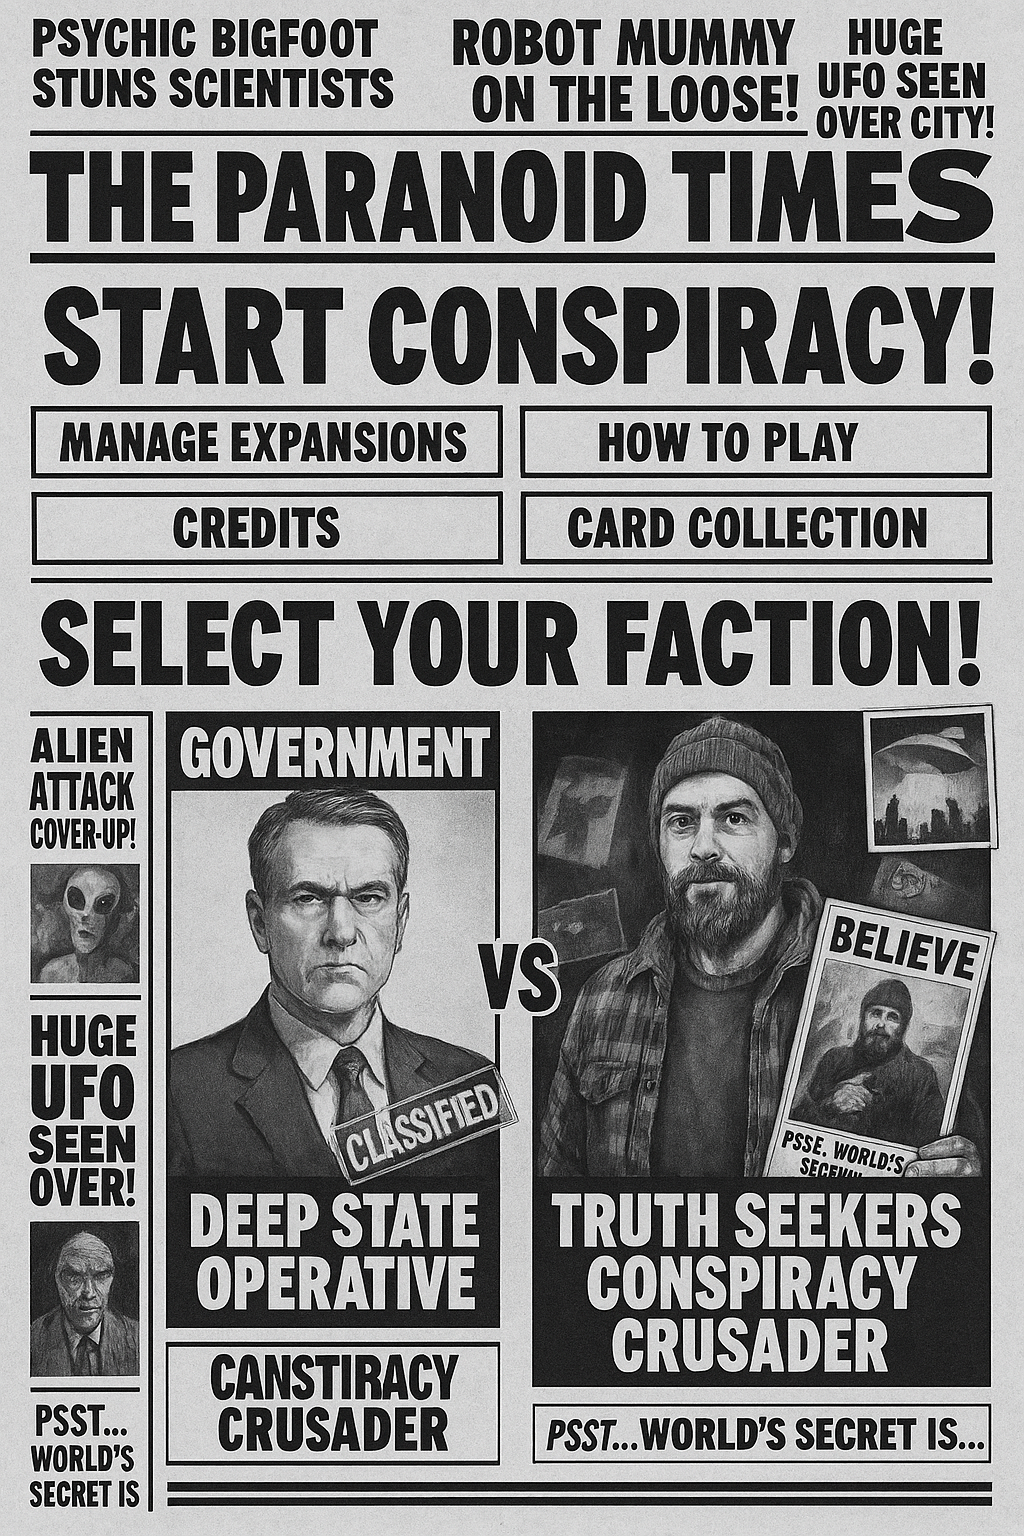 PSYCHIC BIGFOOT
STUNS SCIENTISTS
ROBOT MUMMY
ON THE LOOSE!
HUGE
UFO SEEN
OVER CITY!
THE PARANOID TIMES
START CONSPIRACY!
MANAGE EXPANSIONS
HOW TO PLAY
CREDITS
CARD COLLECTION
SELECT YOUR FACTION!
ALIEN
ATTACK
COVER-UP!
HUGE
UFO
SEEN
OVER!
PSST...
WORLD'S
SECRET IS
GOVERNMENT
CLASSIFIED
DEEP STATE
OPERATIVE
CANSTIRACY
CRUSADER
VS
BELIEVE
PSSE. WORLD'S
TRUTH SEEKERS
CONSPIRACY
CRUSADER
PSST...WORLD'S SECRET IS...